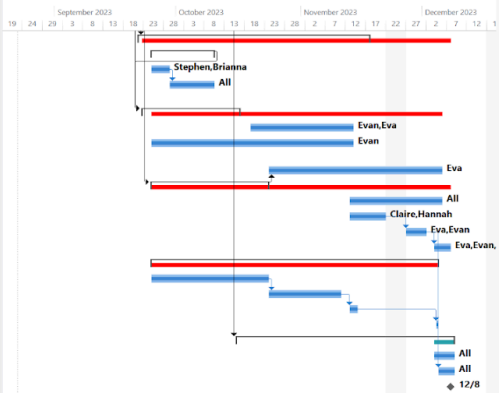 September 2023 October 2023 November 2023 December 2023
19 24 29 3 8 13 18 23 28 3 8 13 18 23 28 2 7 12 17 22 27 2 7 12
Stephen,Brianna
All
Evan,Eva
Evan
Eva
All
Claire,Hannah
Eva,Evan
Eva,Evan,
All
All
12/8